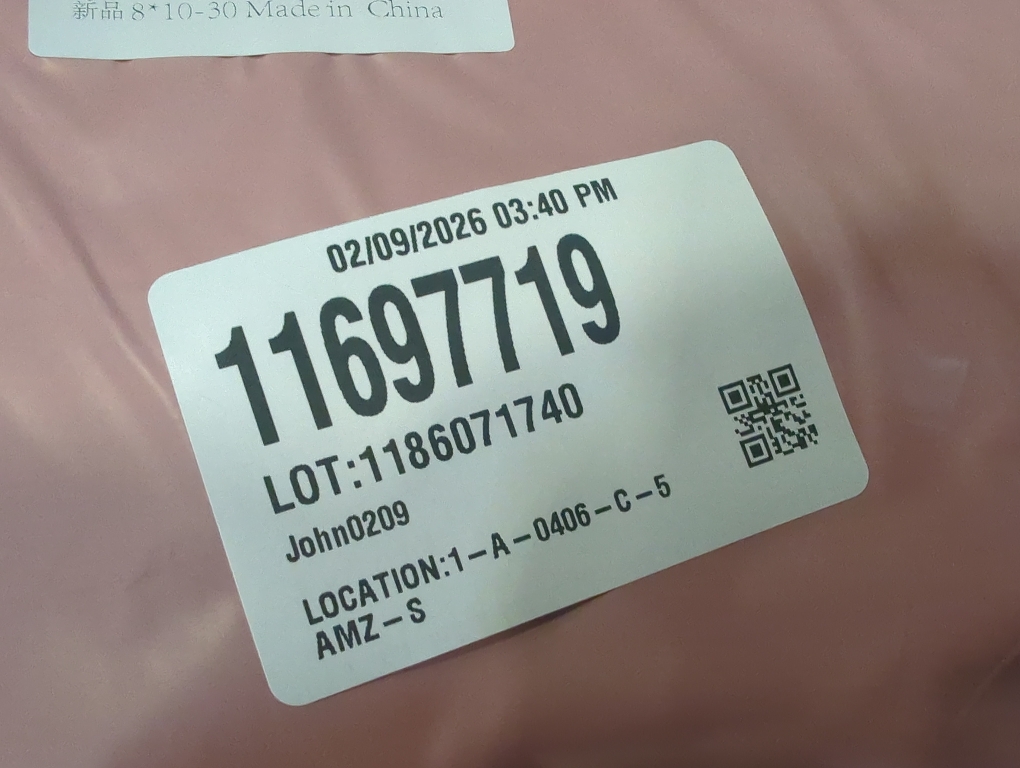 新品 8*10-30 Made in China
02/09/2026 03:40 PM
11697719
LOT:1186071740
John0209
LOCATION:1-A-0406-C-5
AMZ-S